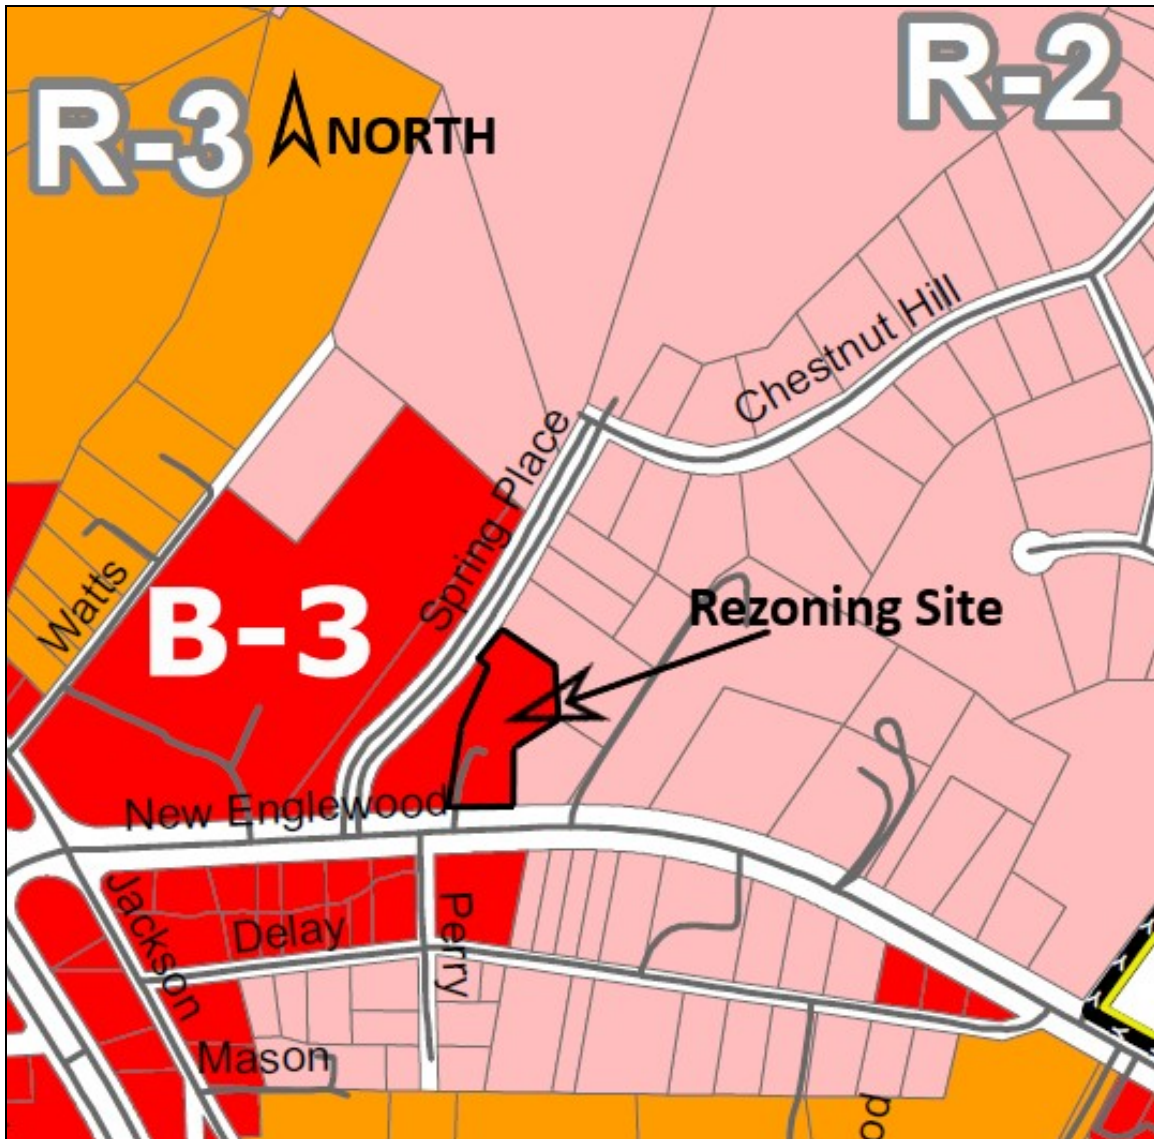 R-2
R-3
NORTH
Chestnut Hill
Spring Place
Watts
B-3
Rezoning Site
New Englewood
Jackson
Delay
Perry
Mason